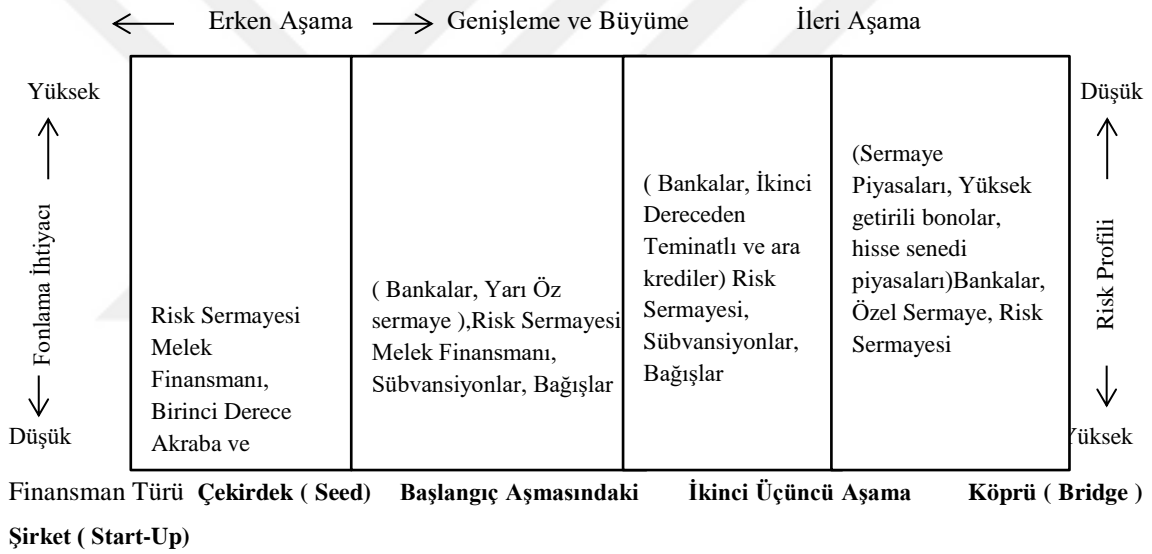 Erken Aşama Genişleme ve Büyüme İleri Aşama
Yüksek
Fonlama İhtiyacı
Düşük
Risk Sermayesi
Melek
Finansmanı,
Birinci Derece
Akraba ve
( Bankalar, Yarı Öz
sermaye ),Risk Sermayesi
Melek Finansmanı,
Sübvansiyonlar, Bağışlar
( Bankalar, İkinci
Dereceden
Teminatlı ve ara
krediler) Risk
Sermayesi,
Sübvansiyonlar,
Bağışlar
(Sermaye
Piyasaları, Yüksek
getirili bonolar,
hisse senedi
piyasaları)Bankalar,
Özel Sermaye, Risk
Sermayesi
Düşük
Risk Profili
Yüksek
Finansman Türü Çekirdek ( Seed) Başlangıç Aşmasındaki İkinci Üçüncü Aşama Köprü ( Bridge )
Şirket ( Start-Up)